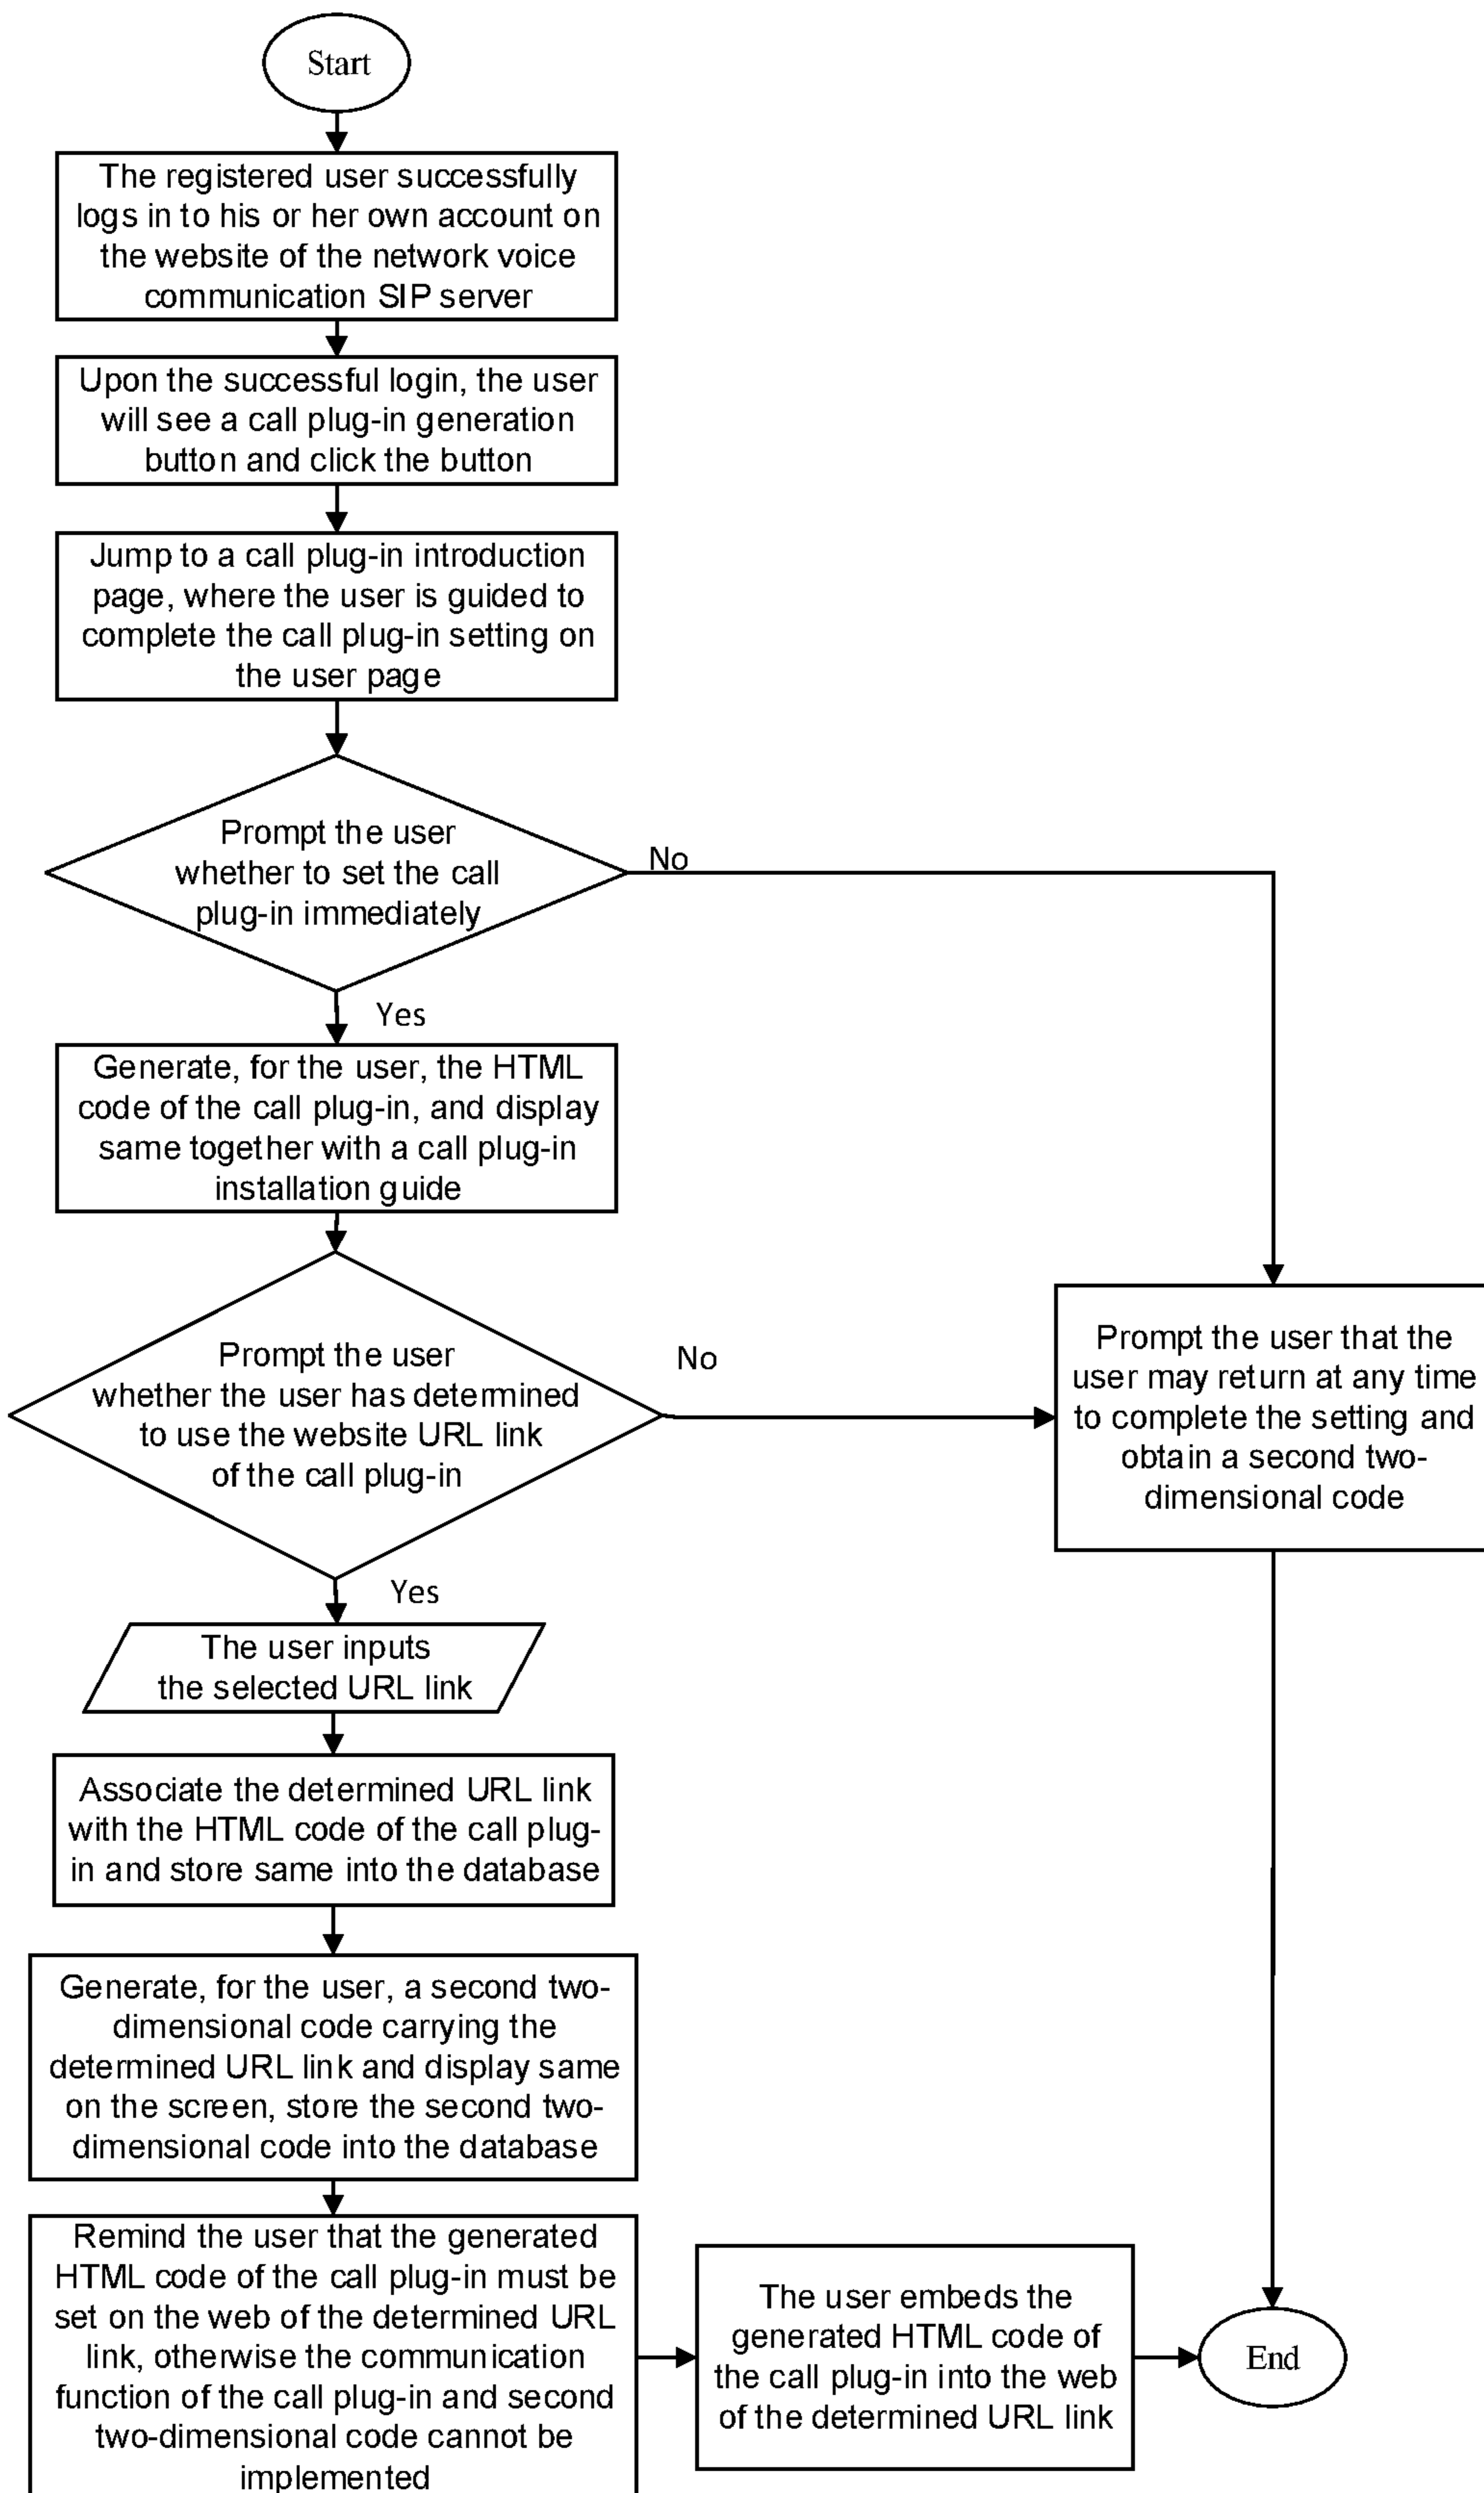 Start
The registered user successfully
logs in to his or her own account on
the website of the network voice
communication SIP server
Upon the successful login, the user
will see a call plug-in generation
button and click the button
Jump to a call plug-in introduction
page, where the user is guided to
complete the call plug-in setting on
the user page
Prompt the user
whether to set the call
plug-in immediately
No
Yes
Generate, for the user, the HTML
code of the call plug-in, and display
same together with a call plug-in
installation guide
Prompt the user
whether the user has determined
to use the website URL link
of the call plug-in
No
Prompt the user that the
user may return at any time
to complete the setting and
obtain a second two-
dimensional code
Yes
The user inputs
the selected URL link
Associate the determined URL link
with the HTML code of the call plug-
in and store same into the database
Generate, for the user, a second two-
dimensional code carrying the
determined URL link and display same
on the screen, store the second two-
dimensional code into the database
Remind the user that the generated
HTML code of the call plug-in must be
set on the web of the determined URL
link, otherwise the communication
function of the call plug-in and second
two-dimensional code cannot be
implemented
The user embeds the
generated HTML code of
the call plug-in into the web
of the determined URL link
End